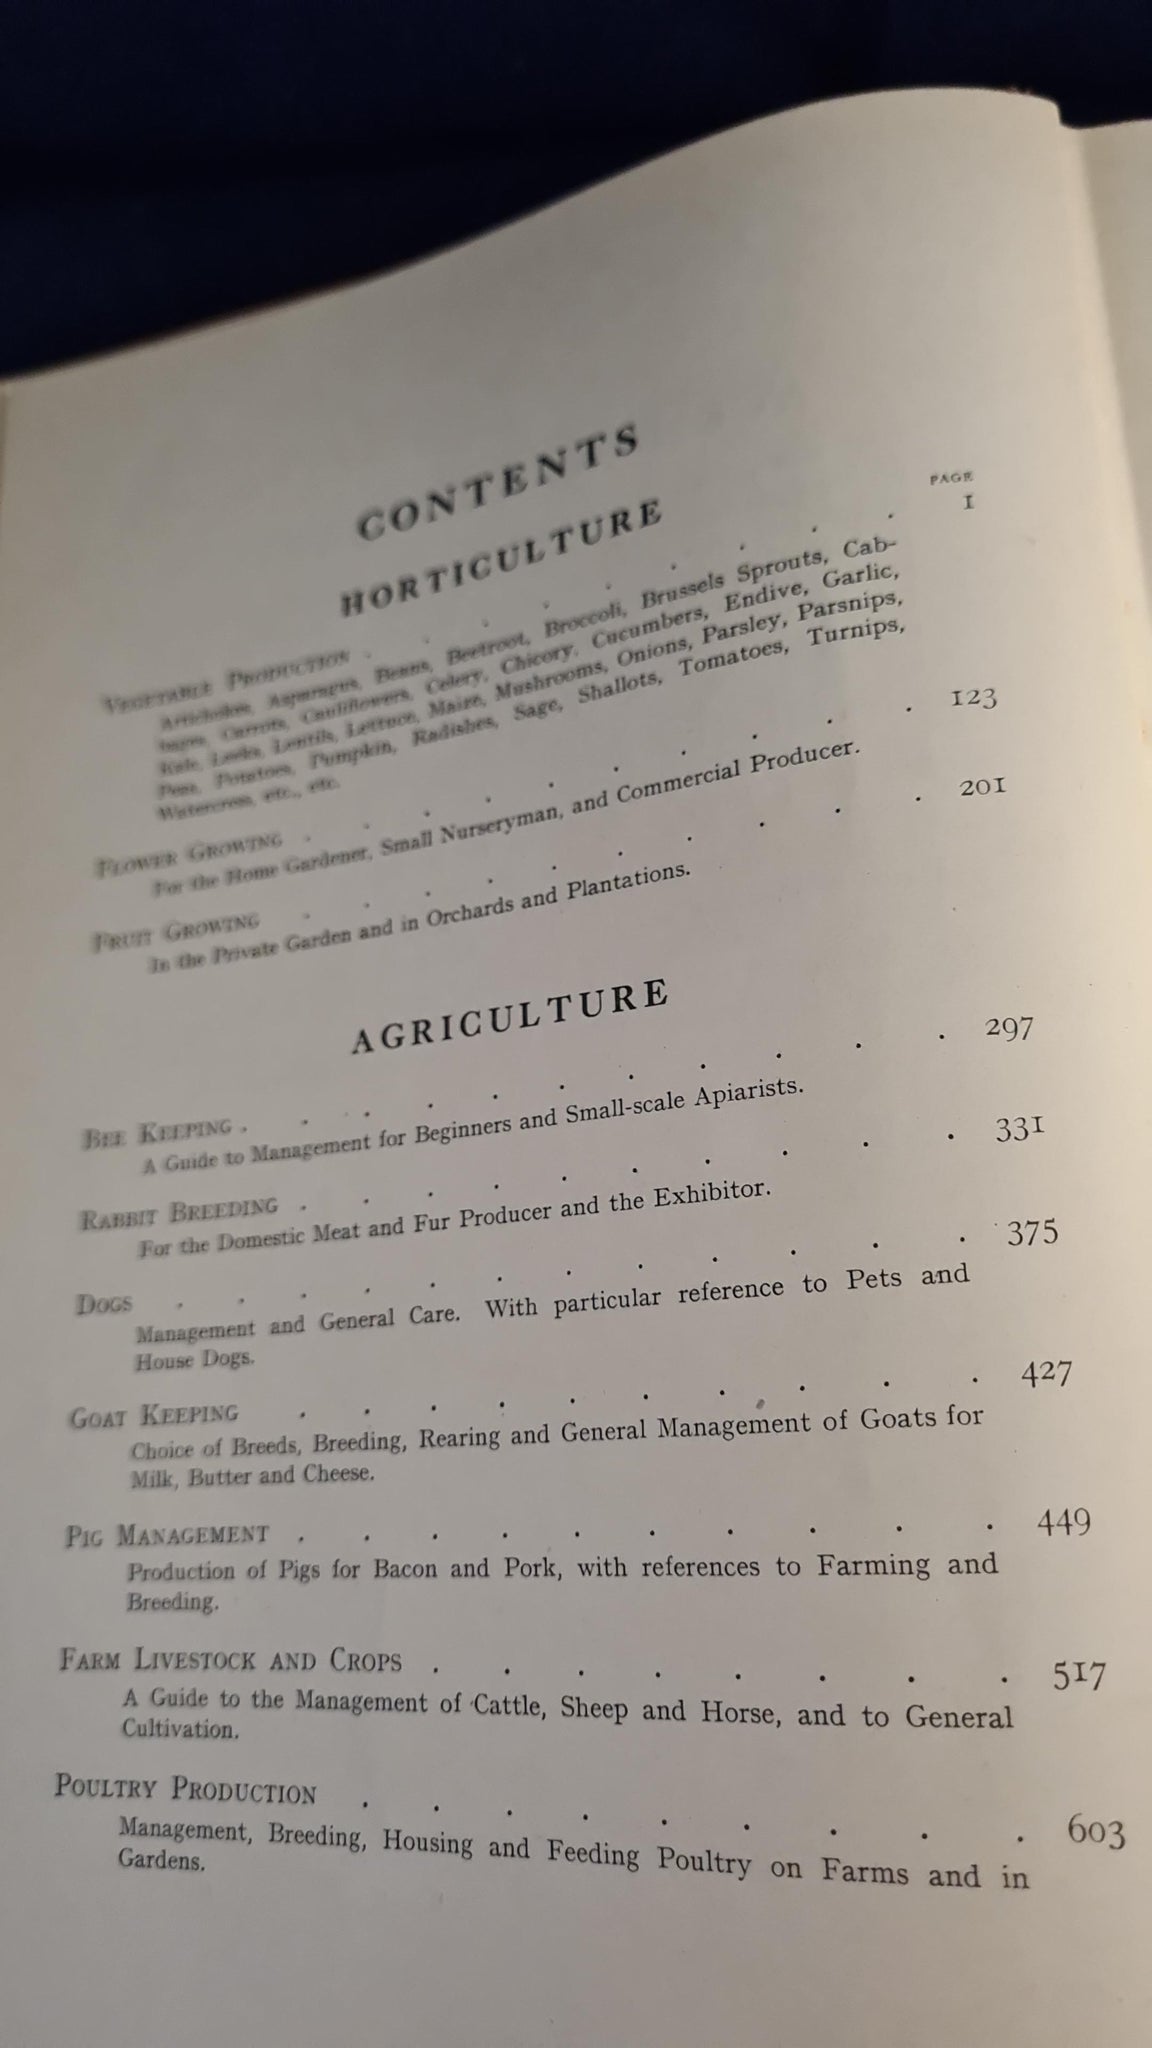 CONTENTS
HORTICULTURE
PAGE
VEGETABLE PRODUCTION . . . . . . . . 1
Artichokes, Asparagus, Beans, Beetroot, Broccoli, Brussels Sprouts, Cab-
bages, Carrots, Cauliflowers, Celery, Chicory, Cucumbers, Endive, Garlic,
Kale, Leeks, Lentils, Lettuce, Maize, Mushrooms, Onions, Parsley, Parsnips,
Peas, Potatoes, Pumpkin, Radishes, Sage, Shallots, Tomatoes, Turnips,
Watercress, etc., etc.
FLOWER GROWING . . . . . . . . . 123
For the Home Gardener, Small Nurseryman, and Commercial Producer.
FRUIT GROWING . . . . . . . . . 201
In the Private Garden and in Orchards and Plantations.
AGRICULTURE
BEE KEEPING . . . . . . . . . . 297
A Guide to Management for Beginners and Small-scale Apiarists.
RABBIT BREEDING . . . . . . . . . 331
For the Domestic Meat and Fur Producer and the Exhibitor.
DOGS . . . . . . . . . . . 375
Management and General Care. With particular reference to Pets and
House Dogs.
GOAT KEEPING . . . . . . . . . 427
Choice of Breeds, Breeding, Rearing and General Management of Goats for
Milk, Butter and Cheese.
PIG MANAGEMENT . . . . . . . . . 449
Production of Pigs for Bacon and Pork, with references to Farming and
Breeding.
FARM LIVESTOCK AND CROPS . . . . . . . 517
A Guide to the Management of Cattle, Sheep and Horse, and to General
Cultivation.
POULTRY PRODUCTION . . . . . . . . . 603
Management, Breeding, Housing and Feeding Poultry on Farms and in
Gardens.